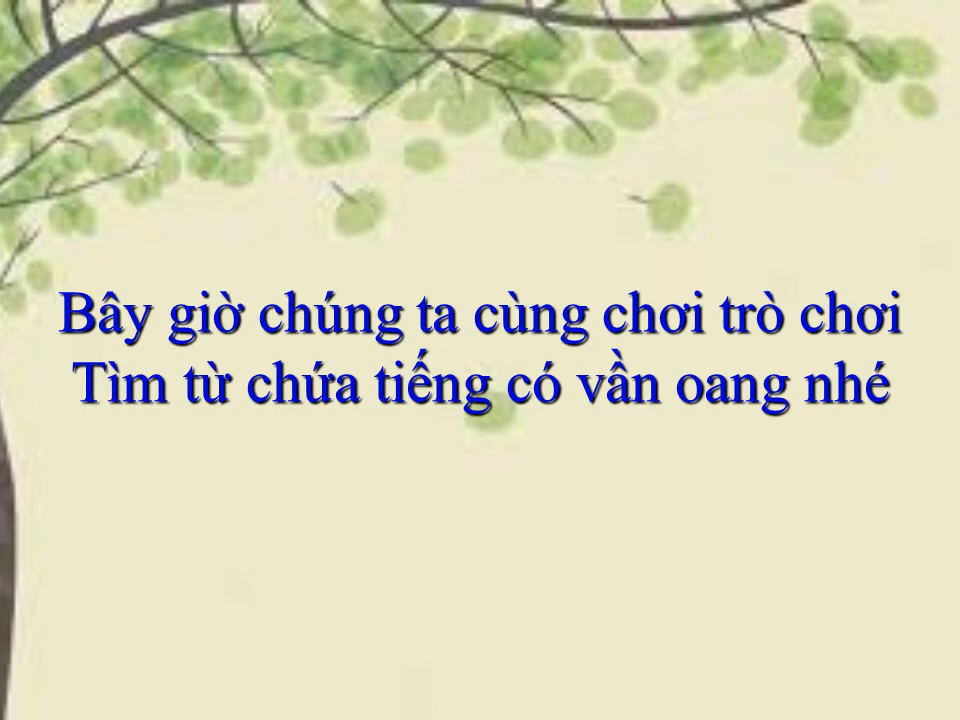 Bây giờ chúng ta cùng chơi trò chơi
Tìm từ chứa tiếng có vần oang nhé